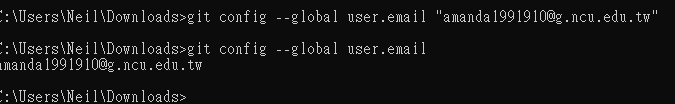 C:\Users\Neil\Downloads>git config --global user.email "amanda1991910@g.ncu.edu.tw"
C:\Users\Neil\Downloads>git config --global user.email
amanda1991910@g.ncu.edu.tw
C:\Users\Neil\Downloads>